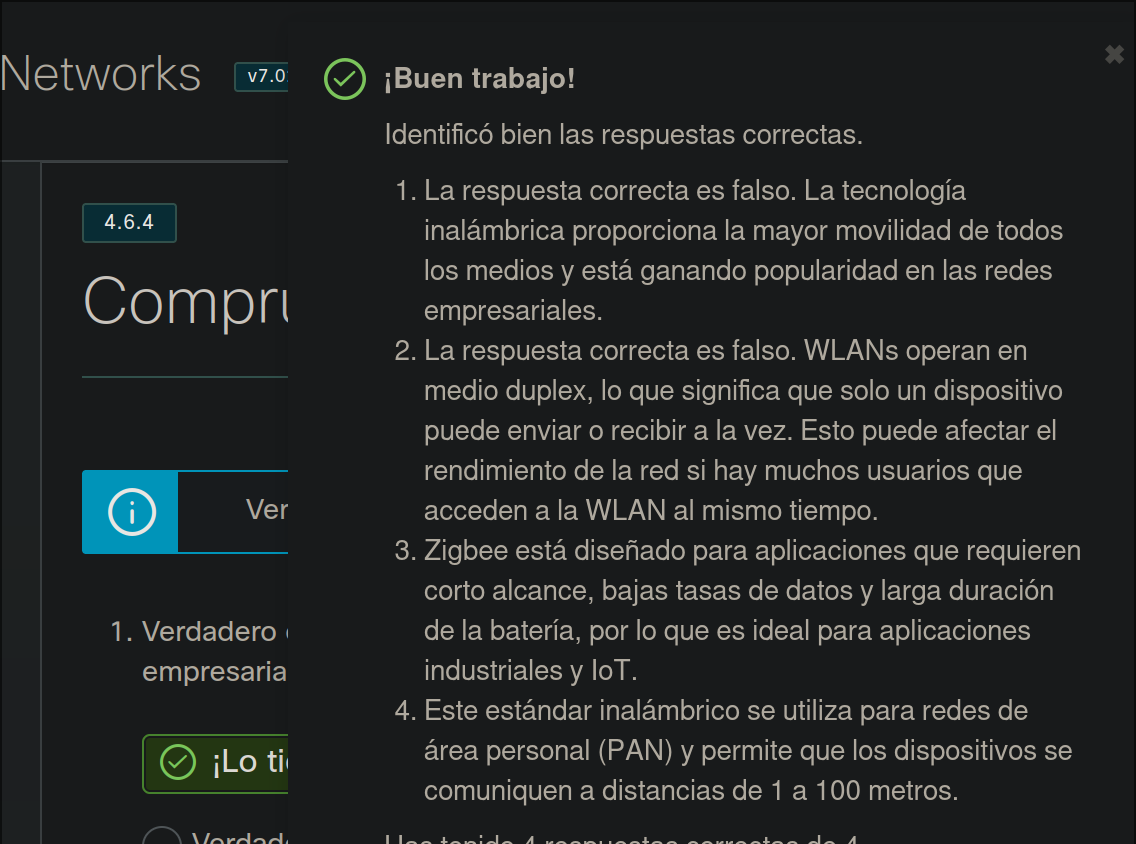 Networks
v7.0
4.6.4
Compru
Ver
1. Verdadero
empresaria
¡Lo ti
Verdad
¡Buen trabajo!
Identificó bien las respuestas correctas.
1. La respuesta correcta es falso. La tecnología
inalámbrica proporciona la mayor movilidad de todos
los medios y está ganando popularidad en las redes
empresariales.
2. La respuesta correcta es falso. WLANs operan en
medio duplex, lo que significa que solo un dispositivo
puede enviar o recibir a la vez. Esto puede afectar el
rendimiento de la red si hay muchos usuarios que
acceden a la WLAN al mismo tiempo.
3. Zigbee está diseñado para aplicaciones que requieren
corto alcance, bajas tasas de datos y larga duración
de la batería, por lo que es ideal para aplicaciones
industriales y IoT.
4. Este estándar inalámbrico se utiliza para redes de
área personal (PAN) y permite que los dispositivos se
comuniquen a distancias de 1 a 100 metros.
Has tenido 4 respuestas correctas de 4.